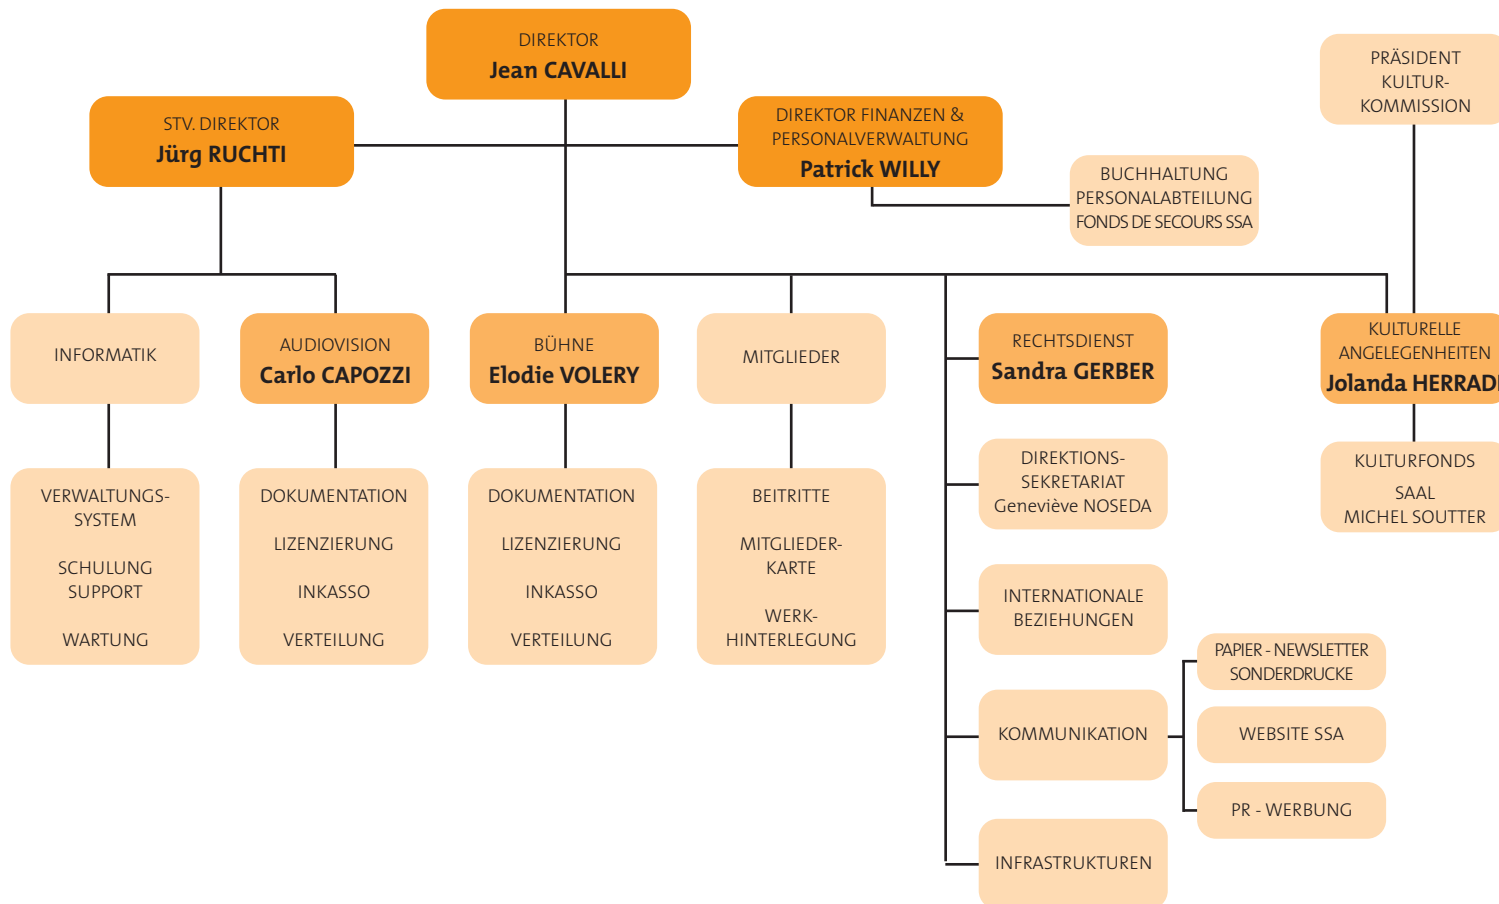 DIREKTOR
Jean CAVALLI
PRÄSIDENT
KULTUR-
KOMMISSION
STV. DIREKTOR
Jürg RUCHTI
DIREKTOR FINANZEN &
PERSONALVERWALTUNG
Patrick WILLY
BUCHHALTUNG
PERSONALABTEILUNG
FONDS DE SECOURS SSA
INFORMATIK
AUDIOVISION
Carlo CAPOZZI
BÜHNE
Elodie VOLERY
MITGLIEDER
RECHTSDIENST
Sandra GERBER
KULTURELLE
ANGELEGENHEITEN
Jolanda HERRADI
VERWALTUNGS-
SYSTEM
SCHULUNG
SUPPORT
WARTUNG
DOKUMENTATION
LIZENZIERUNG
INKASSO
VERTEILUNG
DOKUMENTATION
LIZENZIERUNG
INKASSO
VERTEILUNG
BEITRITTE
MITGLIEDER-
KARTE
WERK-
HINTERLEGUNG
DIREKTIONS-
SEKRETARIAT
Geneviève NOSEDA
KULTURFONDS
SAAL
MICHEL SOUTTER
INTERNATIONALE
BEZIEHUNGEN
KOMMUNIKATION
PAPIER - NEWSLETTER
SONDERDRUCKE
WEBSITE SSA
PR - WERBUNG
INFRASTRUKTUREN